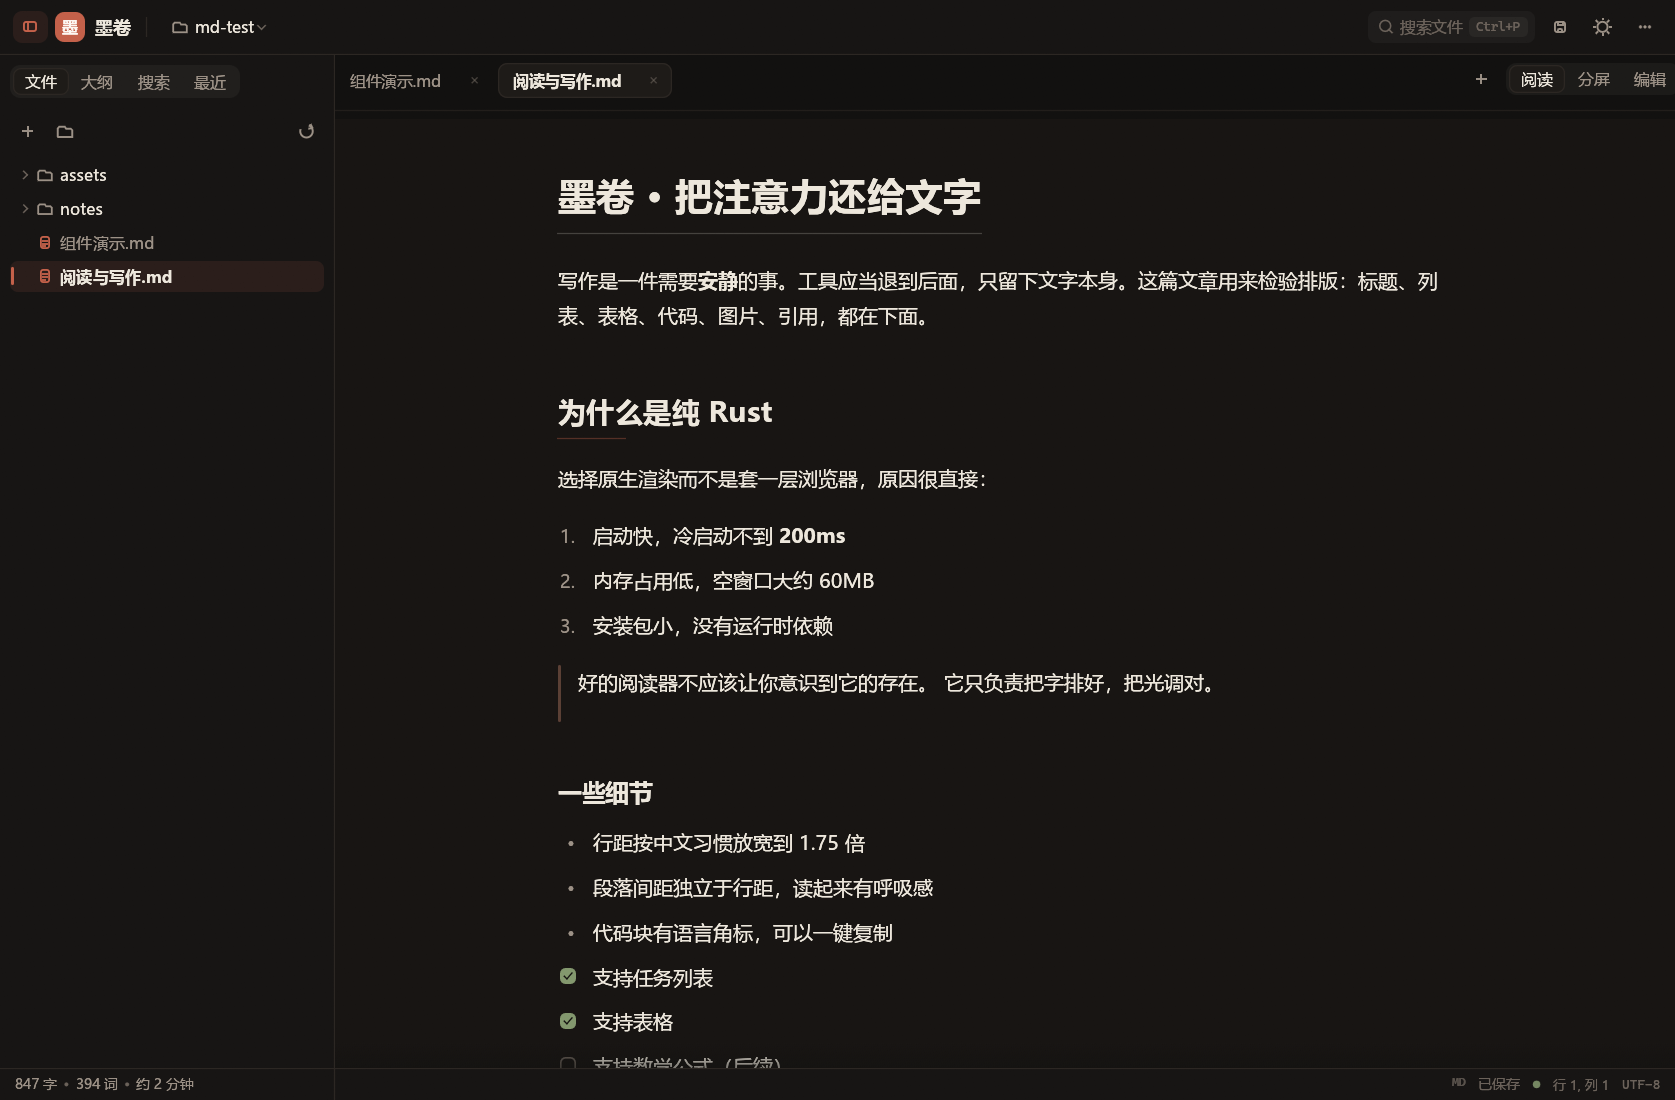 墨 墨卷 md-test 搜索文件 Ctrl+P
文件 大纲 搜索 最近
组件演示.md × 阅读与写作.md × + 阅读 分屏 编辑
assets
notes
组件演示.md
阅读与写作.md
墨卷 · 把注意力还给文字
写作是一件需要安静的事。工具应当退到后面，只留下文字本身。这篇文章用来检验排版：标题、列
表、表格、代码、图片、引用，都在下面。
为什么是纯 Rust
选择原生渲染而不是套一层浏览器，原因很直接：
1. 启动快，冷启动不到 200ms
2. 内存占用低，空窗口大约 60MB
3. 安装包小，没有运行时依赖
好的阅读器不应该让你意识到它的存在。 它只负责把字排好，把光调对。
一些细节
• 行距按中文习惯放宽到 1.75 倍
• 段落间距独立于行距，读起来有呼吸感
• 代码块有语言角标，可以一键复制
支持任务列表
支持表格
支持数学公式（后续）
847 字 • 394 词 • 约 2 分钟
MD 已保存 • 行 1, 列 1 UTF-8